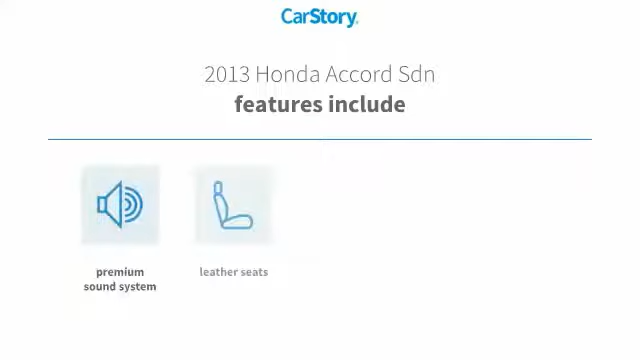 CarStory.
2013 Honda Accord Sdn
features include
premium
sound system
leather seats